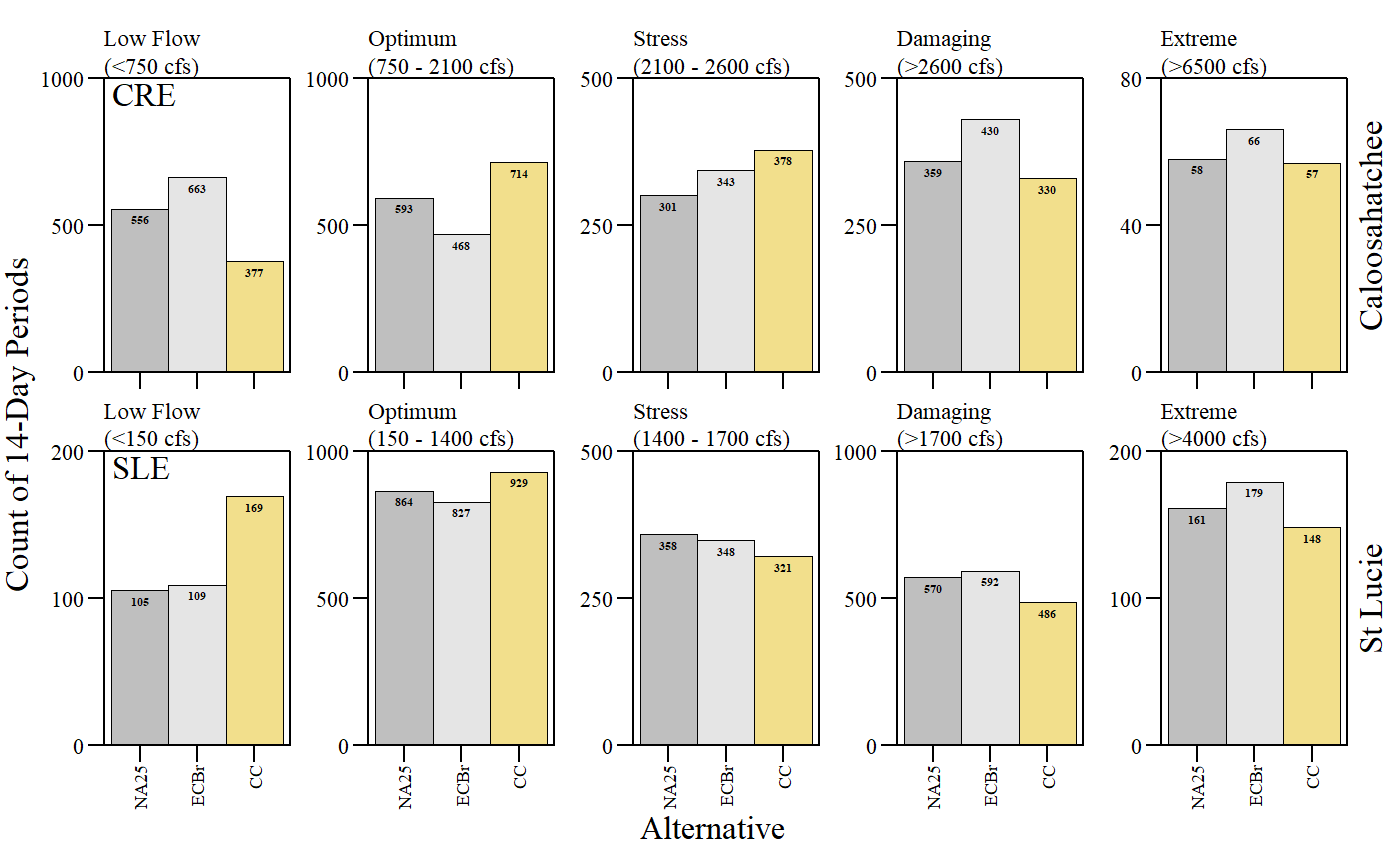 Low Flow
(<750 cfs)
Optimum
(750 - 2100 cfs)
Stress
(2100 - 2600 cfs)
Damaging
(>2600 cfs)
Extreme
(>6500 cfs)
CRE
1000
500
0
556
663
377
1000
500
0
593
468
714
500
250
0
301
343
378
500
250
0
359
430
330
80
40
0
58
66
57
Caloosahatchee
Count of 14-Day Periods
Low Flow
(<150 cfs)
Optimum
(150 - 1400 cfs)
Stress
(1400 - 1700 cfs)
Damaging
(>1700 cfs)
Extreme
(>4000 cfs)
SLE
200
100
0
105
109
169
1000
500
0
864
827
929
500
250
0
358
348
321
1000
500
0
570
592
486
200
100
0
161
179
148
St Lucie
NA25
ECBr
CC
NA25
ECBr
CC
NA25
ECBr
CC
NA25
ECBr
CC
NA25
ECBr
CC
Alternative